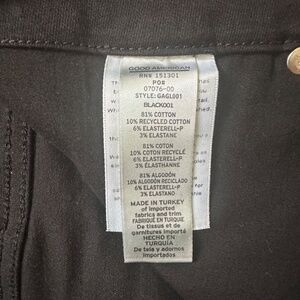 GOOD AMERICAN
RN# 151301
PO#
07076-00
STYLE: GAGL001
BLACK001
81% COTTON
10% RECYCLED COTTON
6% ELASTERELL-P
3% ELASTANE
81% COTON
10% COTON RECYCLÉ
6% ELASTERELL-P
3% ÉLASTHANNE
81% ALGODÓN
10% ALGODÓN RECICLADO
6% ELASTERELL-P
3% ELASTANO
MADE IN TURKEY
of imported
fabrics and trim
FABRIQUÉ EN TURQUIE
De tissus et de
garnitures importé
HECHO EN
TURQUÍA
De tela y adornos
importados